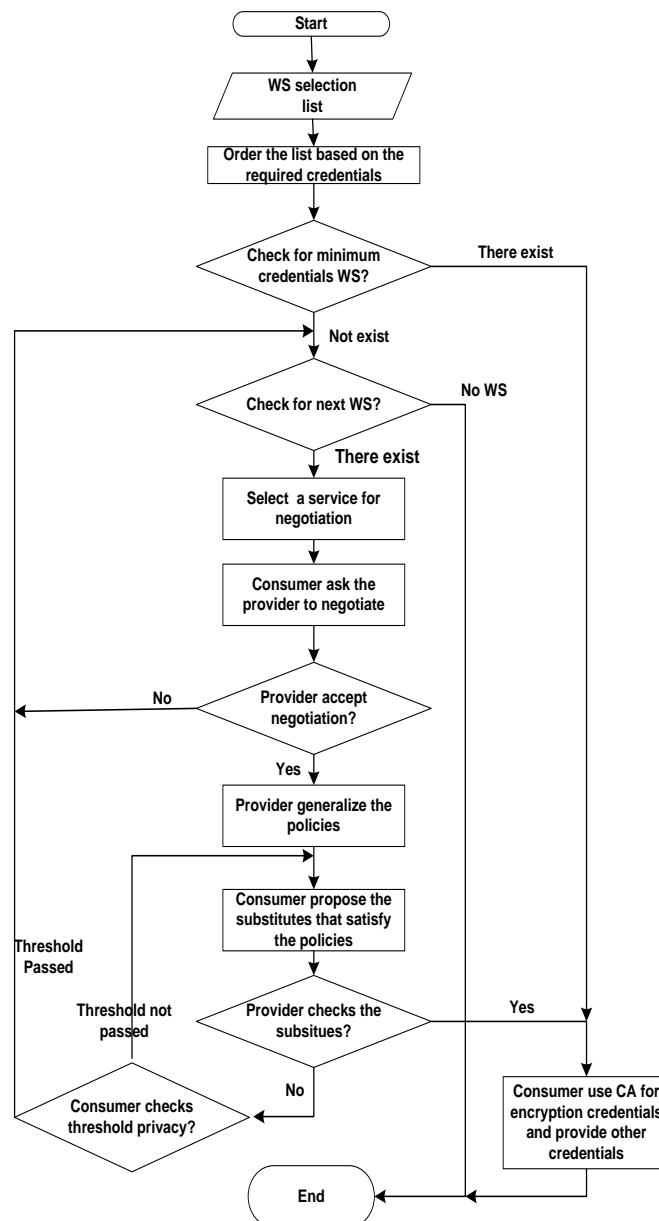 Start
WS selection
list
Order the list based on the
required credentials
Check for minimum
credentials WS?
There exist
Not exist
Check for next WS?
No WS
There exist
Select a service for
negotiation
Consumer ask the
provider to negotiate
No
Provider accept
negotiation?
Yes
Provider generalize the
policies
Consumer propose the
substitutes that satisfy
the policies
Threshold
Passed
Threshold not
passed
Provider checks the
subsitues?
Yes
No
Consumer checks
threshold privacy?
Consumer use CA for
encryption credentials
and provide other
credentials
End